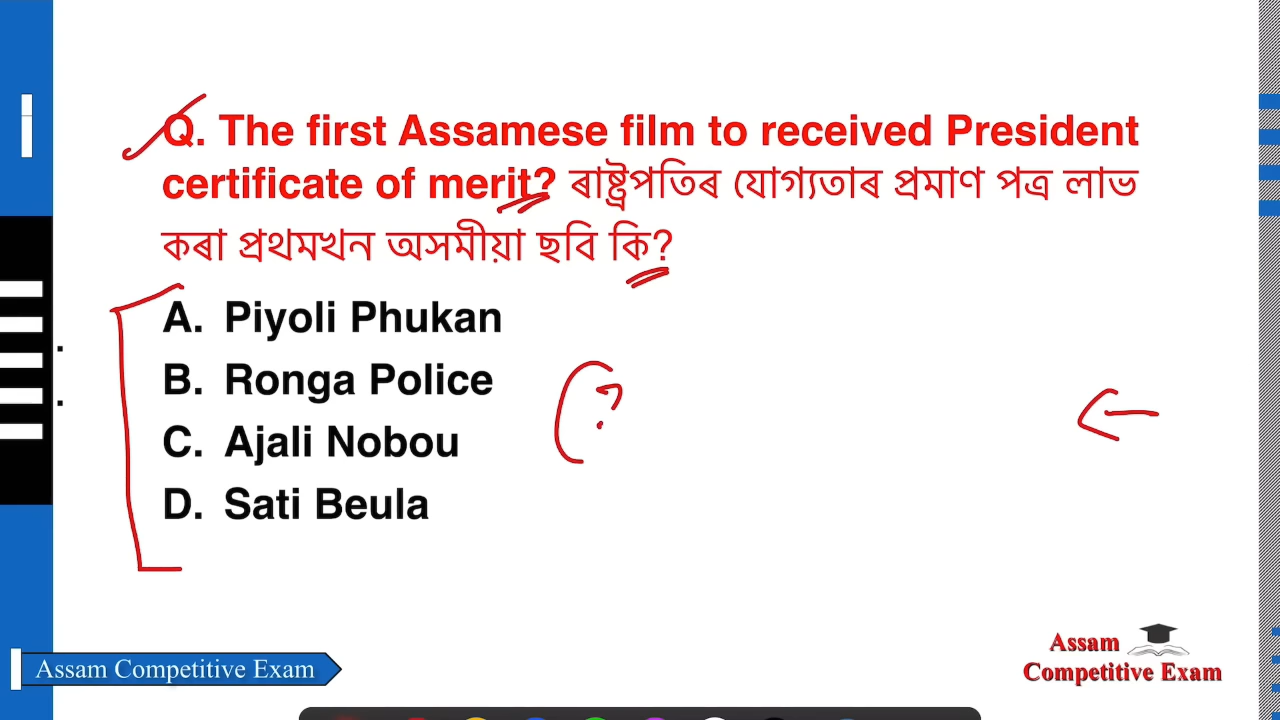 Q. The first Assamese film to received President
certificate of merit? ৰাষ্ট্ৰপতিৰ যোগ্যতাৰ প্ৰমাণ পত্ৰ লাভ
কৰা প্ৰথমখন অসমীয়া ছবি কি?
A. Piyoli Phukan
B. Ronga Police
?
C. Ajali Nobou
D. Sati Beula
Assam Competitive Exam
Assam
Competitive Exam